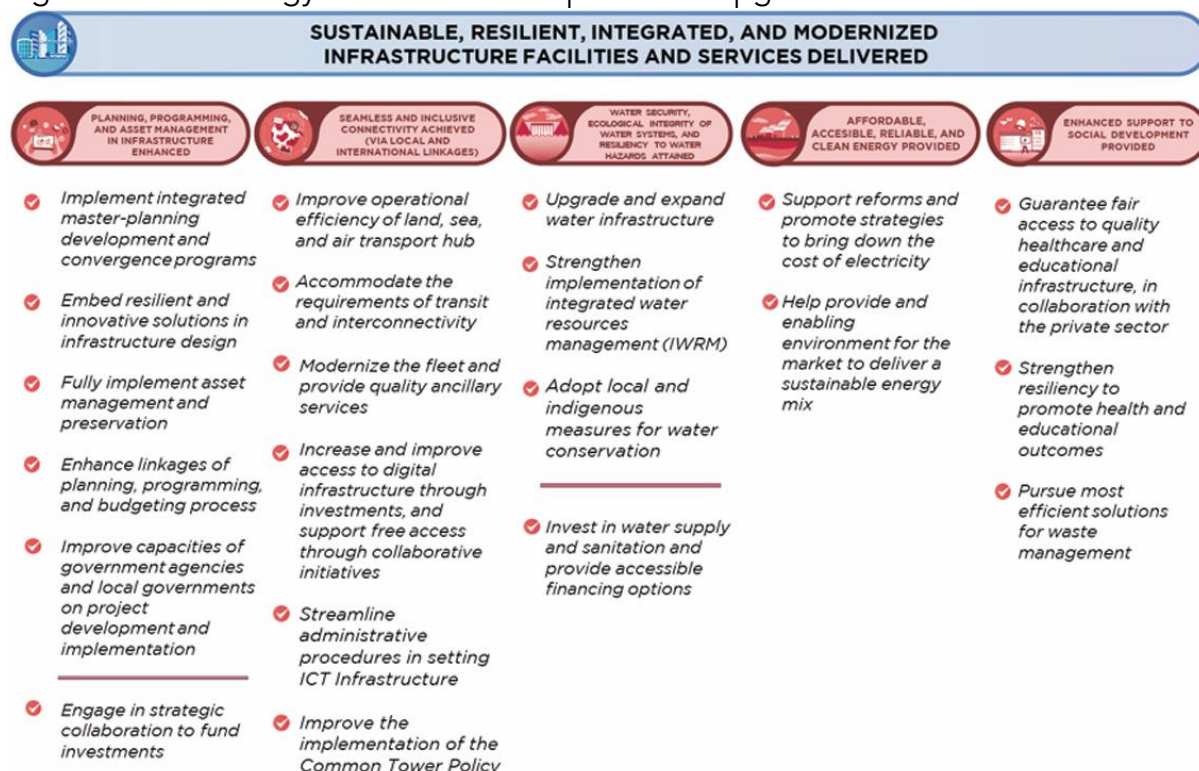 SUSTAINABLE, RESILIENT, INTEGRATED, AND MODERNIZED
INFRASTRUCTURE FACILITIES AND SERVICES DELIVERED
PLANNING, PROGRAMMING,
AND ASSET MANAGEMENT
IN INFRASTRUCTURE
ENHANCED
Implement integrated
master-planning
development and
convergence programs
Embed resilient and
innovative solutions in
infrastructure design
Fully implement asset
management and
preservation
Enhance linkages of
planning, programming,
and budgeting process
Improve capacities of
government agencies
and local governments
on project
development and
implementation
Engage in strategic
collaboration to fund
investments
SEAMLESS AND INCLUSIVE
CONNECTIVITY ACHIEVED
(VIA LOCAL AND
INTERNATIONAL LINKAGES)
Improve operational
efficiency of land, sea,
and air transport hub
Accommodate the
requirements of transit
and interconnectivity
Modernize the fleet and
provide quality ancillary
services
Increase and improve
access to digital
infrastructure through
investments, and
support free access
through collaborative
initiatives
Streamline
administrative
procedures in setting
ICT Infrastructure
Improve the
implementation of the
Common Tower Policy
WATER SECURITY,
ECOLOGICAL INTEGRITY OF
WATER SYSTEMS, AND
RESILIENCY TO WATER
HAZARDS ATTAINED
Upgrade and expand
water infrastructure
Strengthen
implementation of
integrated water
resources
management (IWRM)
Adopt local and
indigenous
measures for water
conservation
Invest in water supply
and sanitation and
provide accessible
financing options
AFFORDABLE,
ACCESIBLE, RELIABLE, AND
CLEAN ENERGY PROVIDED
Support reforms and
promote strategies
to bring down the
cost of electricity
Help provide and
enabling
environment for the
market to deliver a
sustainable energy
mix
ENHANCED SUPPORT TO
SOCIAL DEVELOPMENT
PROVIDED
Guarantee fair
access to quality
healthcare and
educational
infrastructure, in
collaboration with
the private sector
Strengthen
resiliency to
promote health and
educational
outcomes
Pursue most
efficient solutions
for waste
management